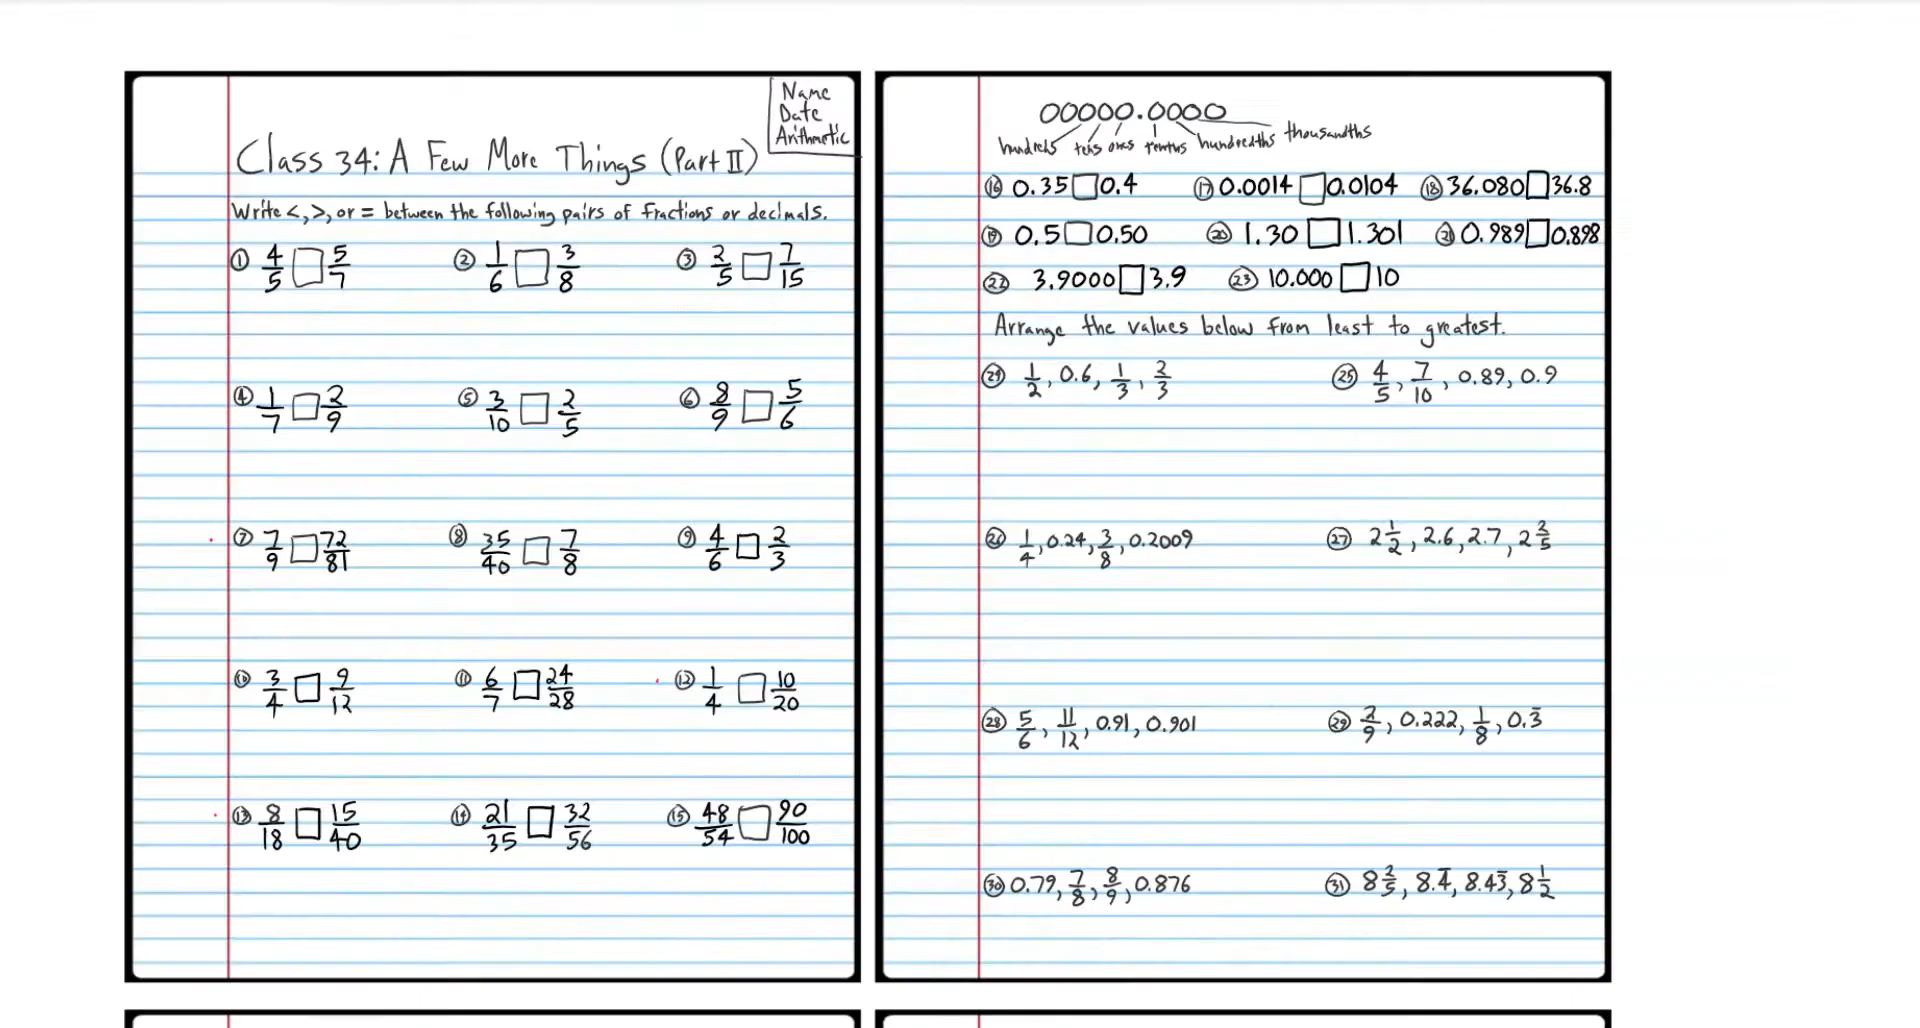 Name
Date
Arithmetic
Class 34: A Few More Things (Part II)
Write <, >, or = between the following pairs of fractions or decimals.
① 4/5 □ 5/7 ② 1/6 □ 3/8 ③ 2/5 □ 7/15
④ 1/7 □ 2/9 ⑤ 3/10 □ 2/5 ⑥ 8/9 □ 5/6
⑦ 7/9 □ 72/81 ⑧ 35/40 □ 7/8 ⑨ 4/6 □ 2/3
⑩ 3/4 □ 9/12 ⑪ 6/7 □ 24/28 ⑫ 1/4 □ 10/20
⑬ 8/18 □ 15/40 ⑭ 21/35 □ 32/56 ⑮ 48/54 □ 90/100
00000.0000
hundreds tens ones tenths hundredths thousandths
⑯ 0.35 □ 0.4 ⑰ 0.0014 □ 0.0104 ⑱ 36.080 □ 36.8
⑲ 0.5 □ 0.50 ⑳ 1.30 □ 1.301 ㉑ 0.989 □ 0.898
㉒ 3.9000 □ 3.9 ㉓ 10.000 □ 10
Arrange the values below from least to greatest.
㉔ 1/2, 0.6, 1/3, 2/3 ㉕ 4/5, 7/10, 0.89, 0.9
㉖ 1/4, 0.24, 3/8, 0.2009 ㉗ 2 1/2, 2.6, 2.7, 2 2/5
㉘ 5/6, 11/12, 0.91, 0.901 ㉙ 2/9, 0.222, 1/8, 0.3̄
㉚ 0.79, 7/8, 8/9, 0.876 ㉛ 8 2/5, 8.4̄, 8.43̄, 8 1/2